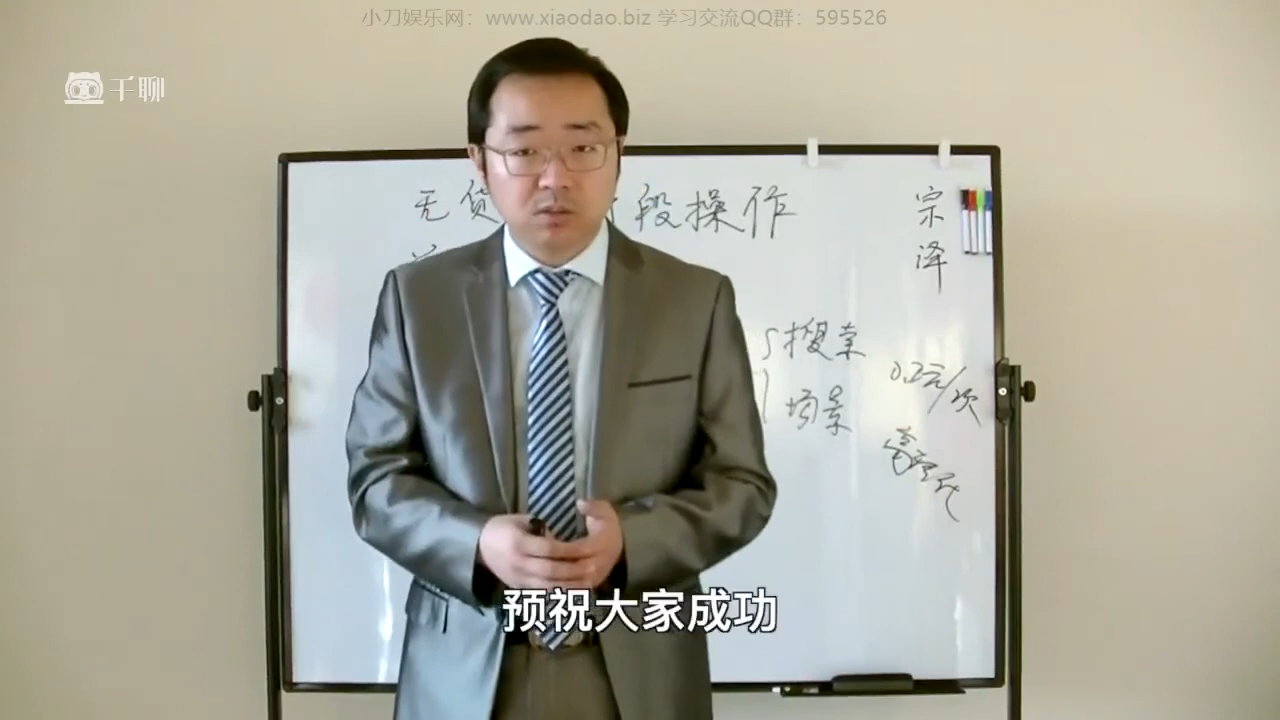 小刀娱乐网：www.xiaodao.biz 学习交流QQ群：595526
千聊
无货
段操作
宗泽
搜索
0.2元/次
场景
预祝大家成功